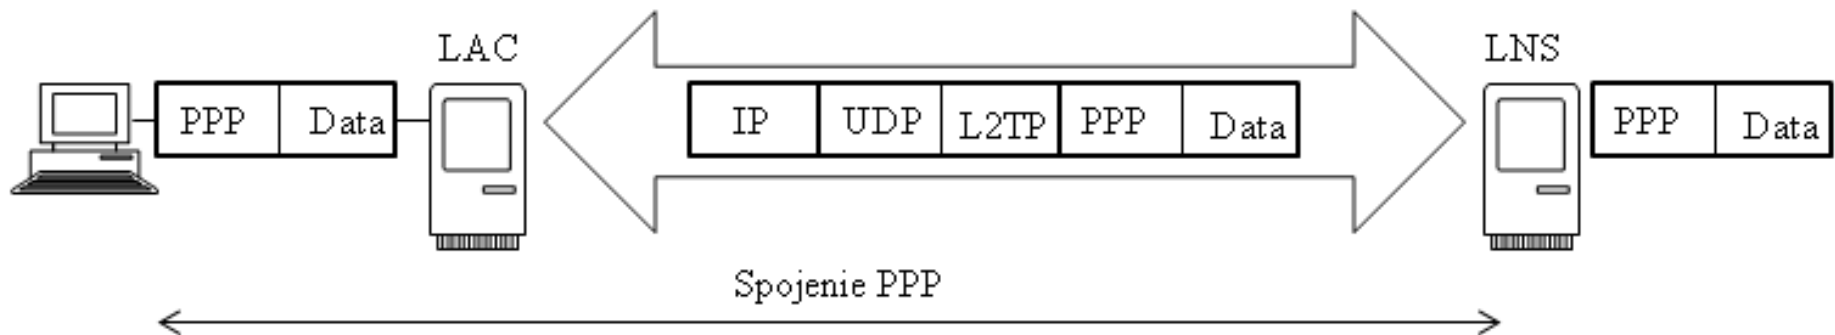 LAC
LNS
PPP Data
IP UDP L2TP PPP Data
PPP Data
Spojenie PPP